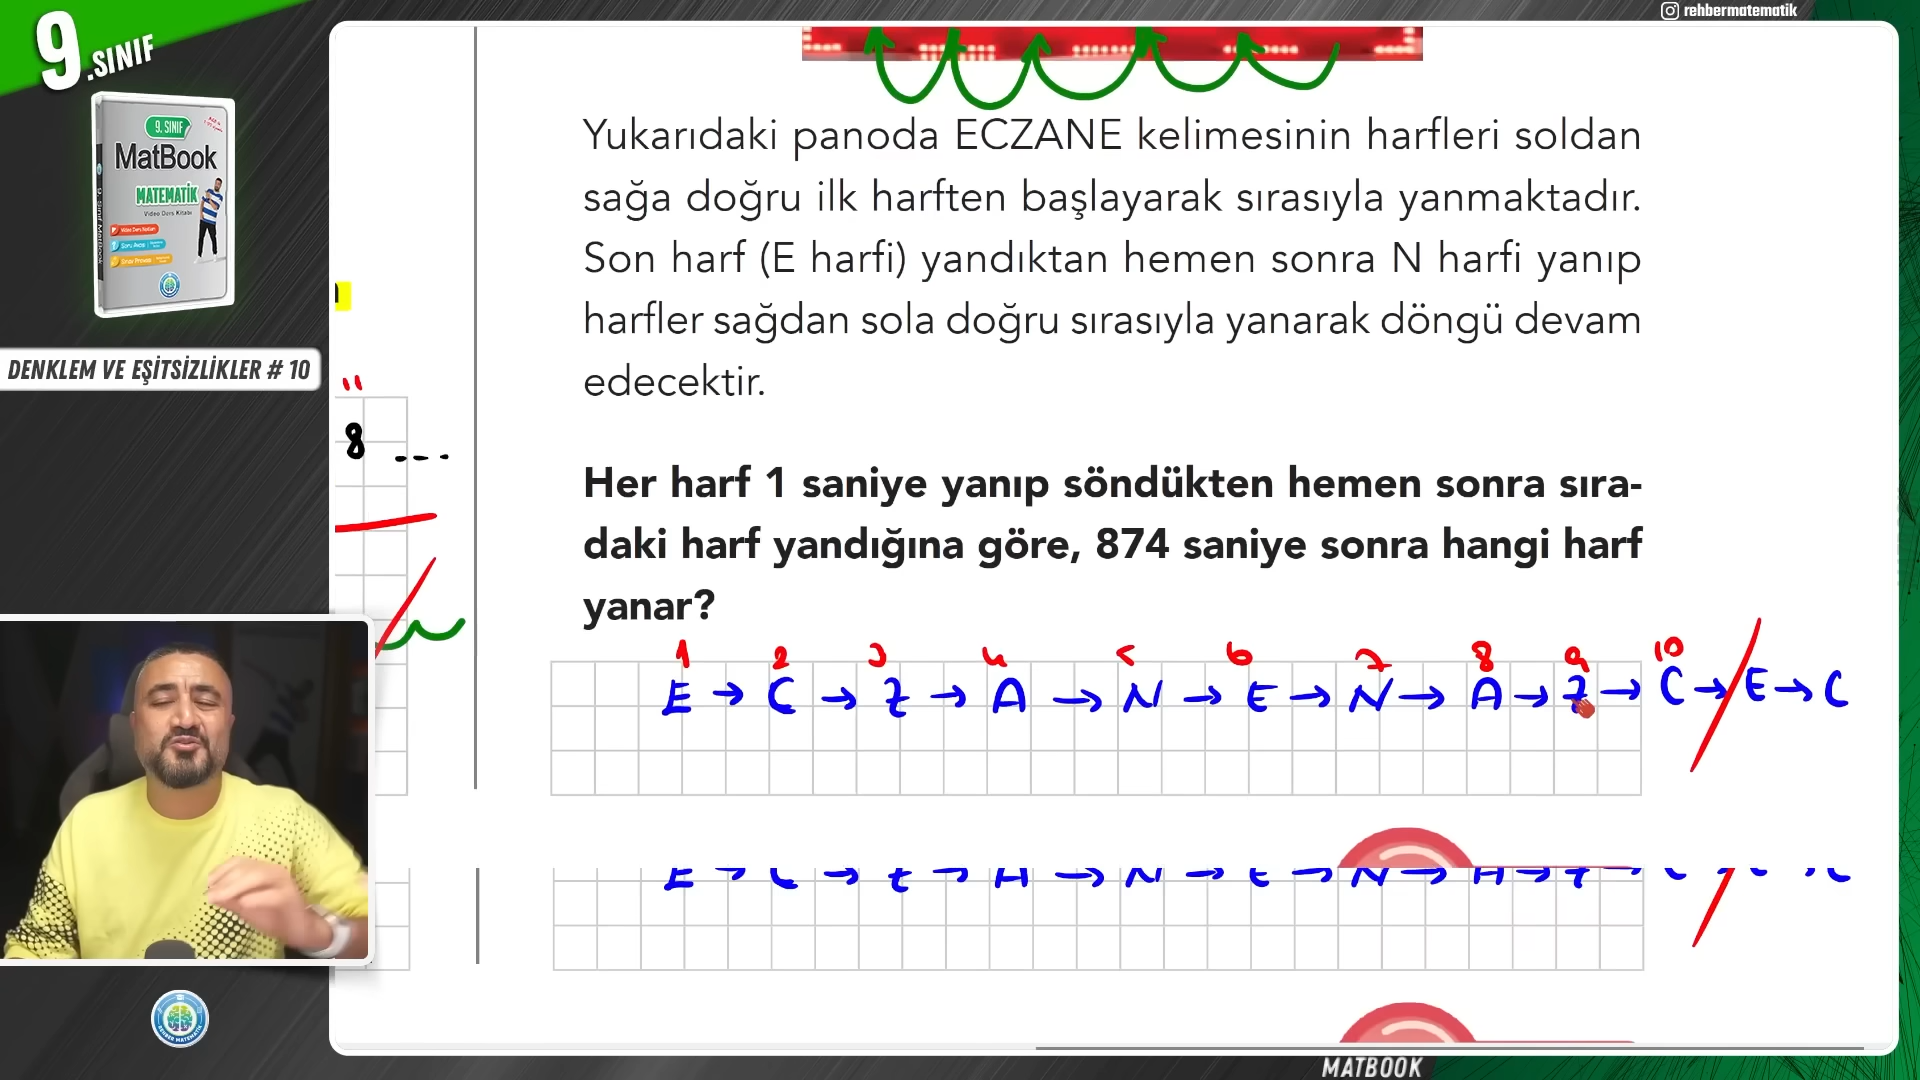 rehbermatematik
9.SINIF
9. SINIF
MatBook
MATEMATİK
Video Ders Kitabı
DENKLEM VE EŞİTSİZLİKLER # 10
8 ---
Yukarıdaki panoda ECZANE kelimesinin harfleri soldan
sağa doğru ilk harften başlayarak sırasıyla yanmaktadır.
Son harf (E harfi) yandıktan hemen sonra N harfi yanıp
harfler sağdan sola doğru sırasıyla yanarak döngü devam
edecektir.
Her harf 1 saniye yanıp söndükten hemen sonra sıra-
daki harf yandığına göre, 874 saniye sonra hangi harf
yanar?
1 2 3 4 5 6 7 8 9 10
E → C → Z → A → N → E → N → A → Z → C → E → C
MATBOOK